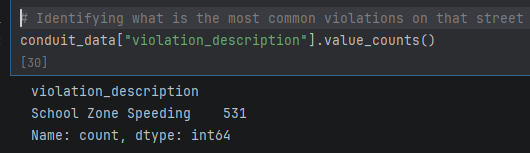 # Identifying what is the most common violations on that street
conduit_data["violation_description"].value_counts()
[30]
violation_description
School Zone Speeding    531
Name: count, dtype: int64